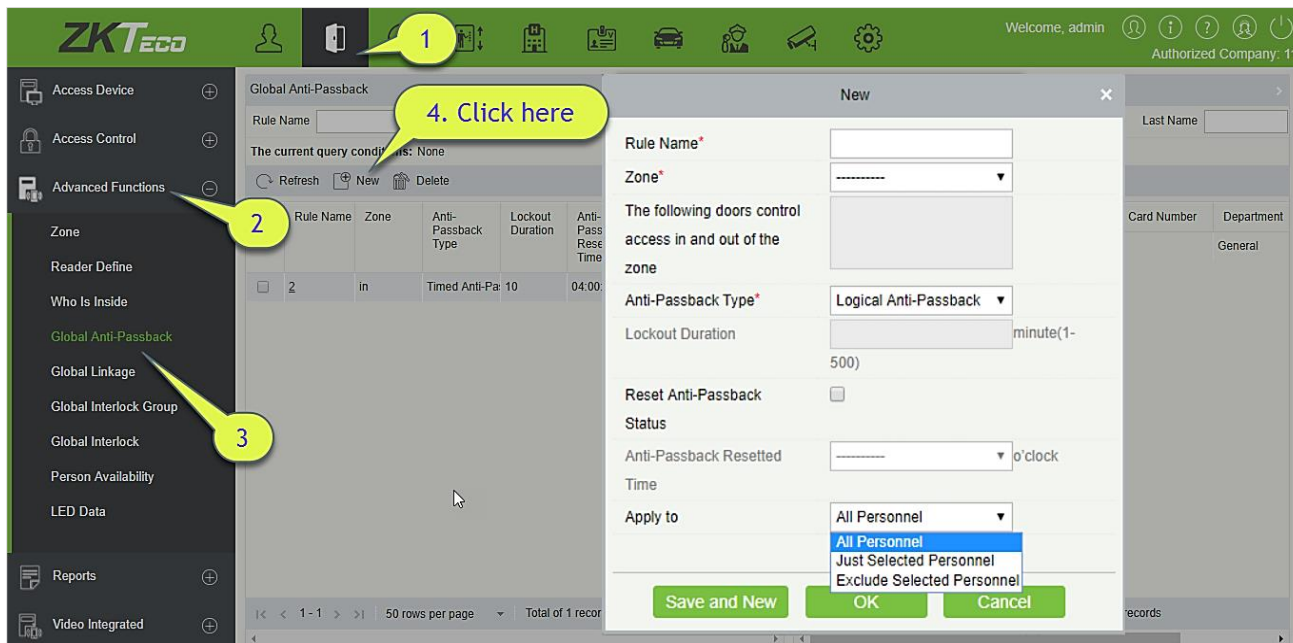 ZKTECO
Welcome, admin
Authorized Company: 1
1
Access Device
Access Control
Advanced Functions
2
Zone
Reader Define
Who Is Inside
Global Anti-Passback
3
Global Linkage
Global Interlock Group
Global Interlock
Person Availability
LED Data
Reports
Video Integrated
Global Anti-Passback
Rule Name
4. Click here
The current query conditions: None
Refresh New Delete
Rule Name Zone Anti-Passback Type Lockout Duration Anti-
2 in Timed Anti-Pa 10 04:00:
1-1 50 rows per page Total of 1 recor
New
Rule Name*
Zone* ----------
The following doors control
access in and out of the
zone
Anti-Passback Type* Logical Anti-Passback
Lockout Duration minute(1-
500)
Reset Anti-Passback
Status
Anti-Passback Resetted ---------- o'clock
Time
Apply to All Personnel
All Personnel
Just Selected Personnel
Exclude Selected Personnel
Save and New OK Cancel
Last Name
Card Number Department
General
records